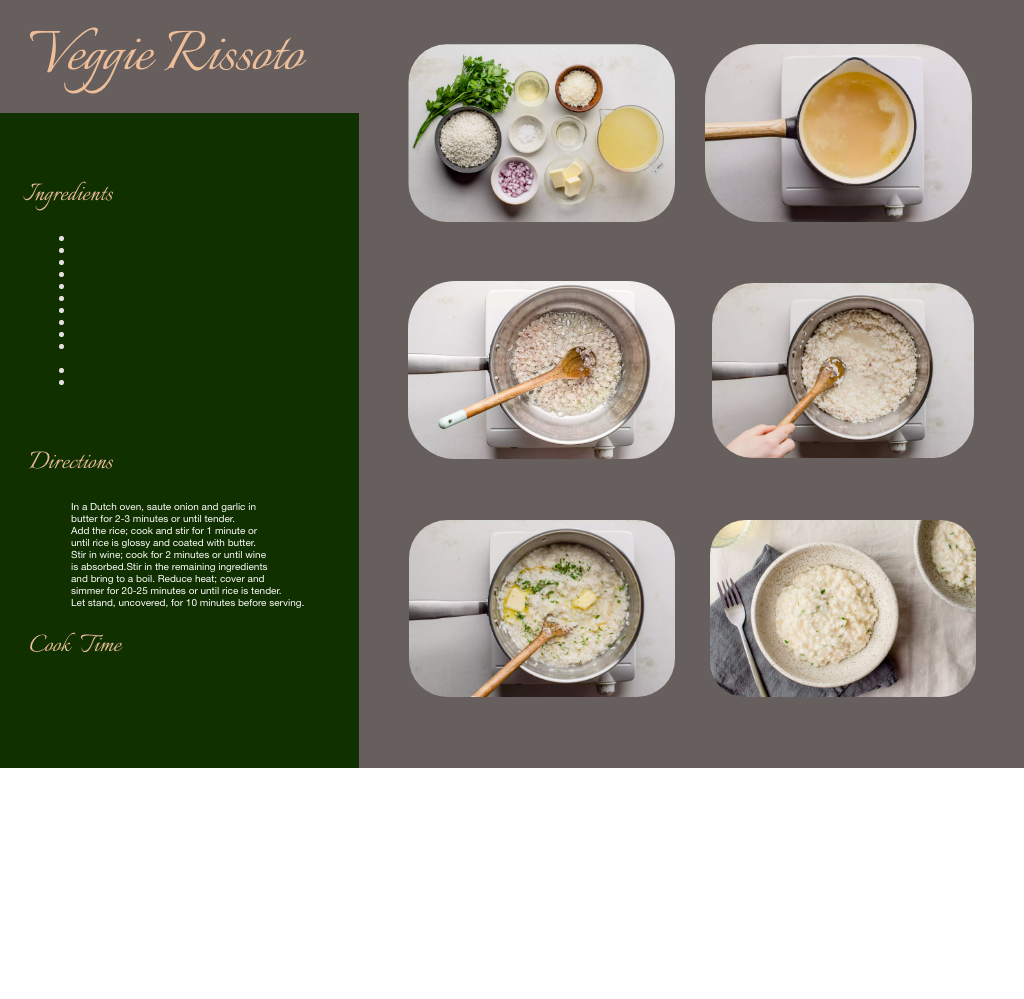 Veggie Rissoto
Ingredients
Directions
In a Dutch oven, saute onion and garlic in
butter for 2-3 minutes or until tender.
Add the rice; cook and stir for 1 minute or
until rice is glossy and coated with butter.
Stir in wine; cook for 2 minutes or until wine
is absorbed.Stir in the remaining ingredients
and bring to a boil. Reduce heat; cover and
simmer for 20-25 minutes or until rice is tender.
Let stand, uncovered, for 10 minutes before serving.
Cook Time